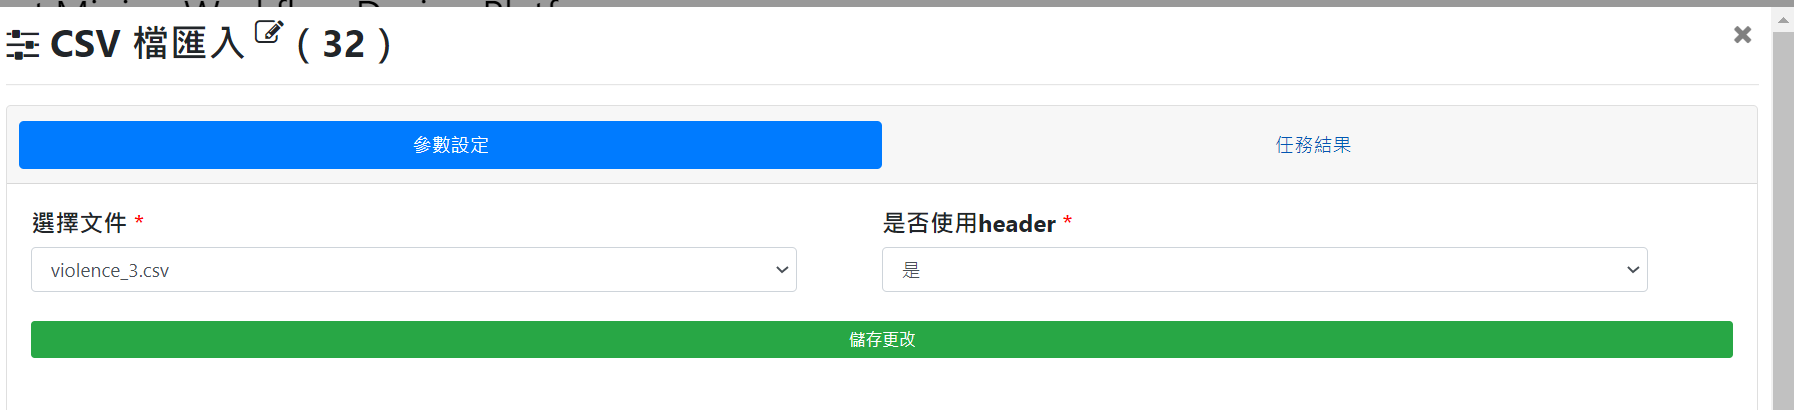 CSV 檔匯入 ( 32 )
參數設定
任務結果
選擇文件 *
是否使用header *
violence_3.csv
是
儲存更改